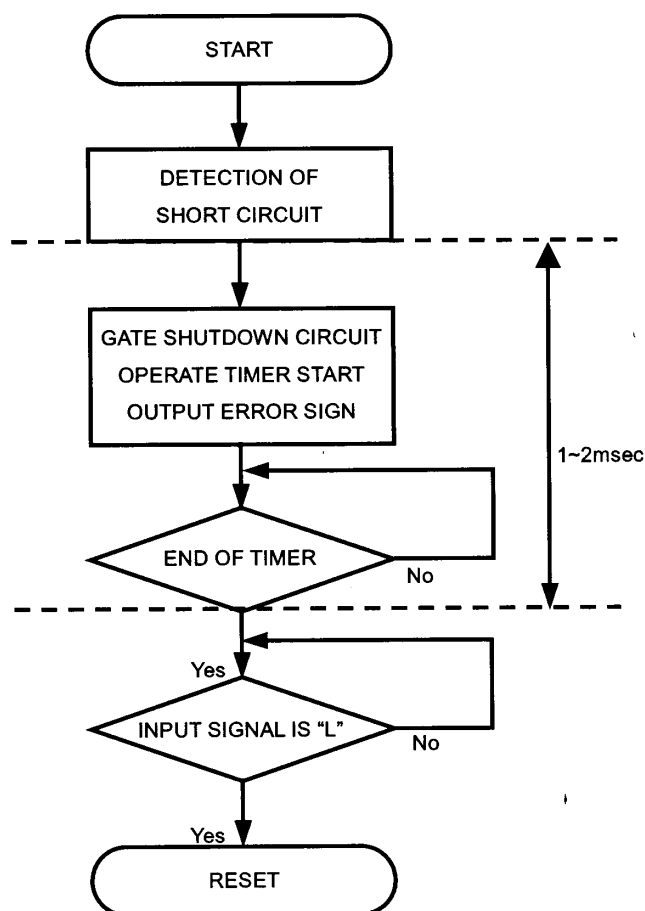 START
DETECTION OF
SHORT CIRCUIT
GATE SHUTDOWN CIRCUIT
OPERATE TIMER START
OUTPUT ERROR SIGN
1~2msec
END OF TIMER
No
Yes
INPUT SIGNAL IS “L”
No
Yes
RESET